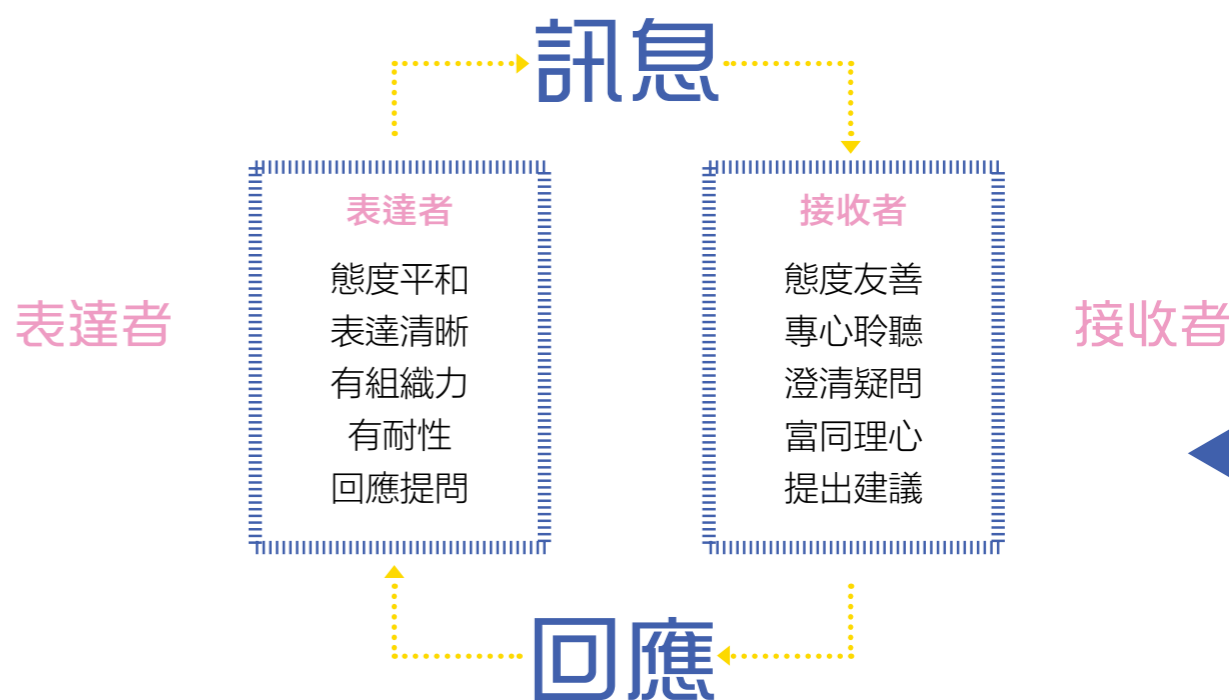 訊息
表達者
表達者
態度平和
表達清晰
有組織力
有耐性
回應提問
接收者
態度友善
專心聆聽
澄清疑問
富同理心
提出建議
接收者
回應